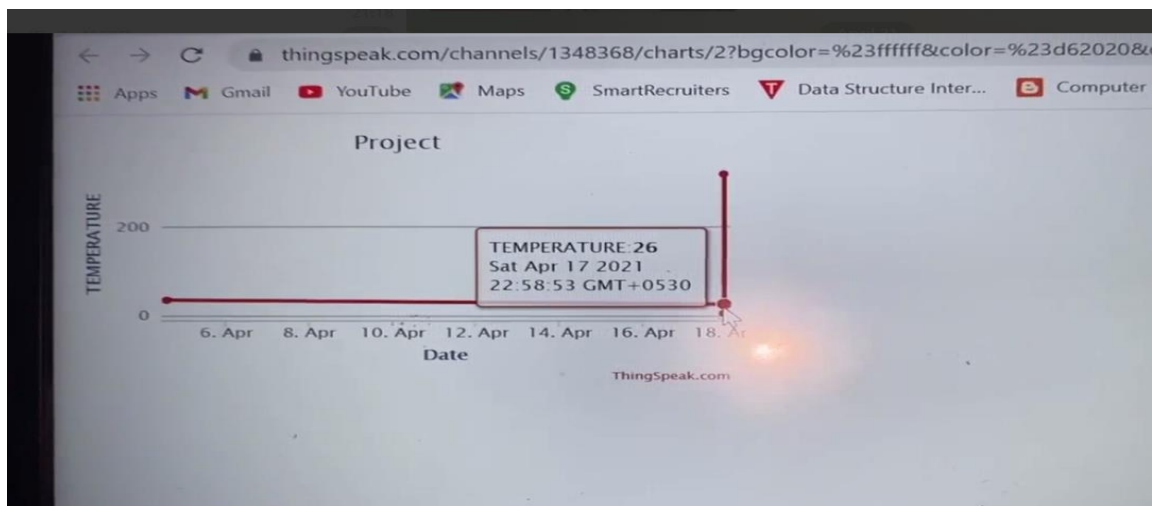 thingspeak.com/channels/1348368/charts/2?bgcolor=%23ffffff&color=%23d62020&
Apps Gmail YouTube Maps SmartRecruiters Data Structure Inter... Computer
Project
TEMPERATURE
200
0
TEMPERATURE:26
Sat Apr 17 2021
22:58:53 GMT+0530
6. Apr 8. Apr 10. Apr 12. Apr 14. Apr 16. Apr 18.
Date
ThingSpeak.com